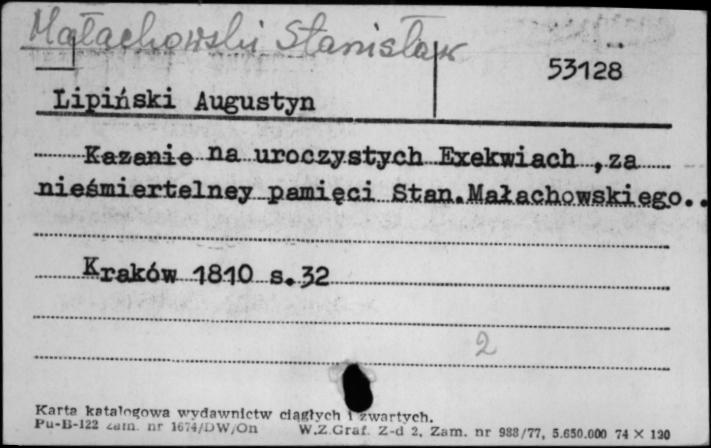 Małachowski Stanisław
53128
Lipiński Augustyn
Kazanie na uroczystych Exekwiach ,za
nieśmiertelney pamięci Stan.Małachowskiego..
Kraków 1810 s.32
2
Karta katalogowa wydawnictw ciągłych i zwartych.
Pu-B-122 zam. nr 1674/DW/On W.Z.Graf. Z-d 2, Zam. nr 988/77, 5.650.000 74 × 120